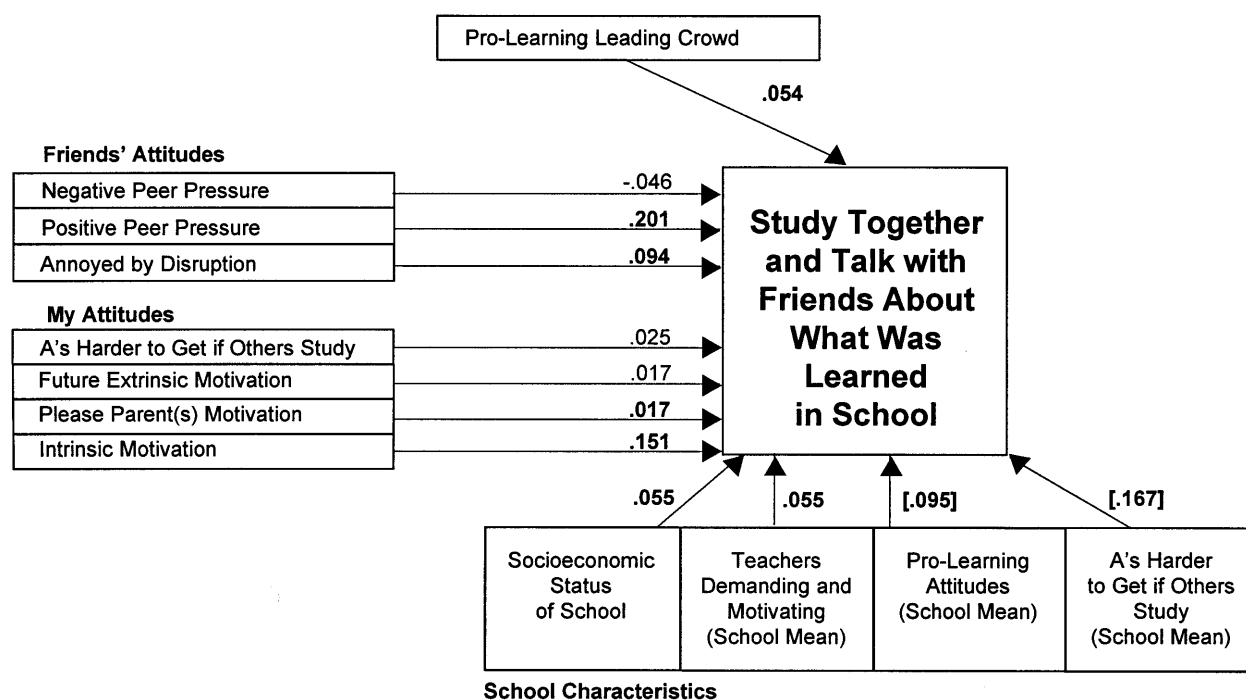 Pro-Learning Leading Crowd
.054
Friends' Attitudes
Negative Peer Pressure
-.046
Positive Peer Pressure
.201
Annoyed by Disruption
.094
My Attitudes
A's Harder to Get if Others Study
.025
Future Extrinsic Motivation
.017
Please Parent(s) Motivation
.017
Intrinsic Motivation
.151
Study Together
and Talk with
Friends About
What Was
Learned
in School
.055
.055
[.095]
[.167]
Socioeconomic
Status
of School
Teachers
Demanding and
Motivating
(School Mean)
Pro-Learning
Attitudes
(School Mean)
A's Harder
to Get if Others
Study
(School Mean)
School Characteristics